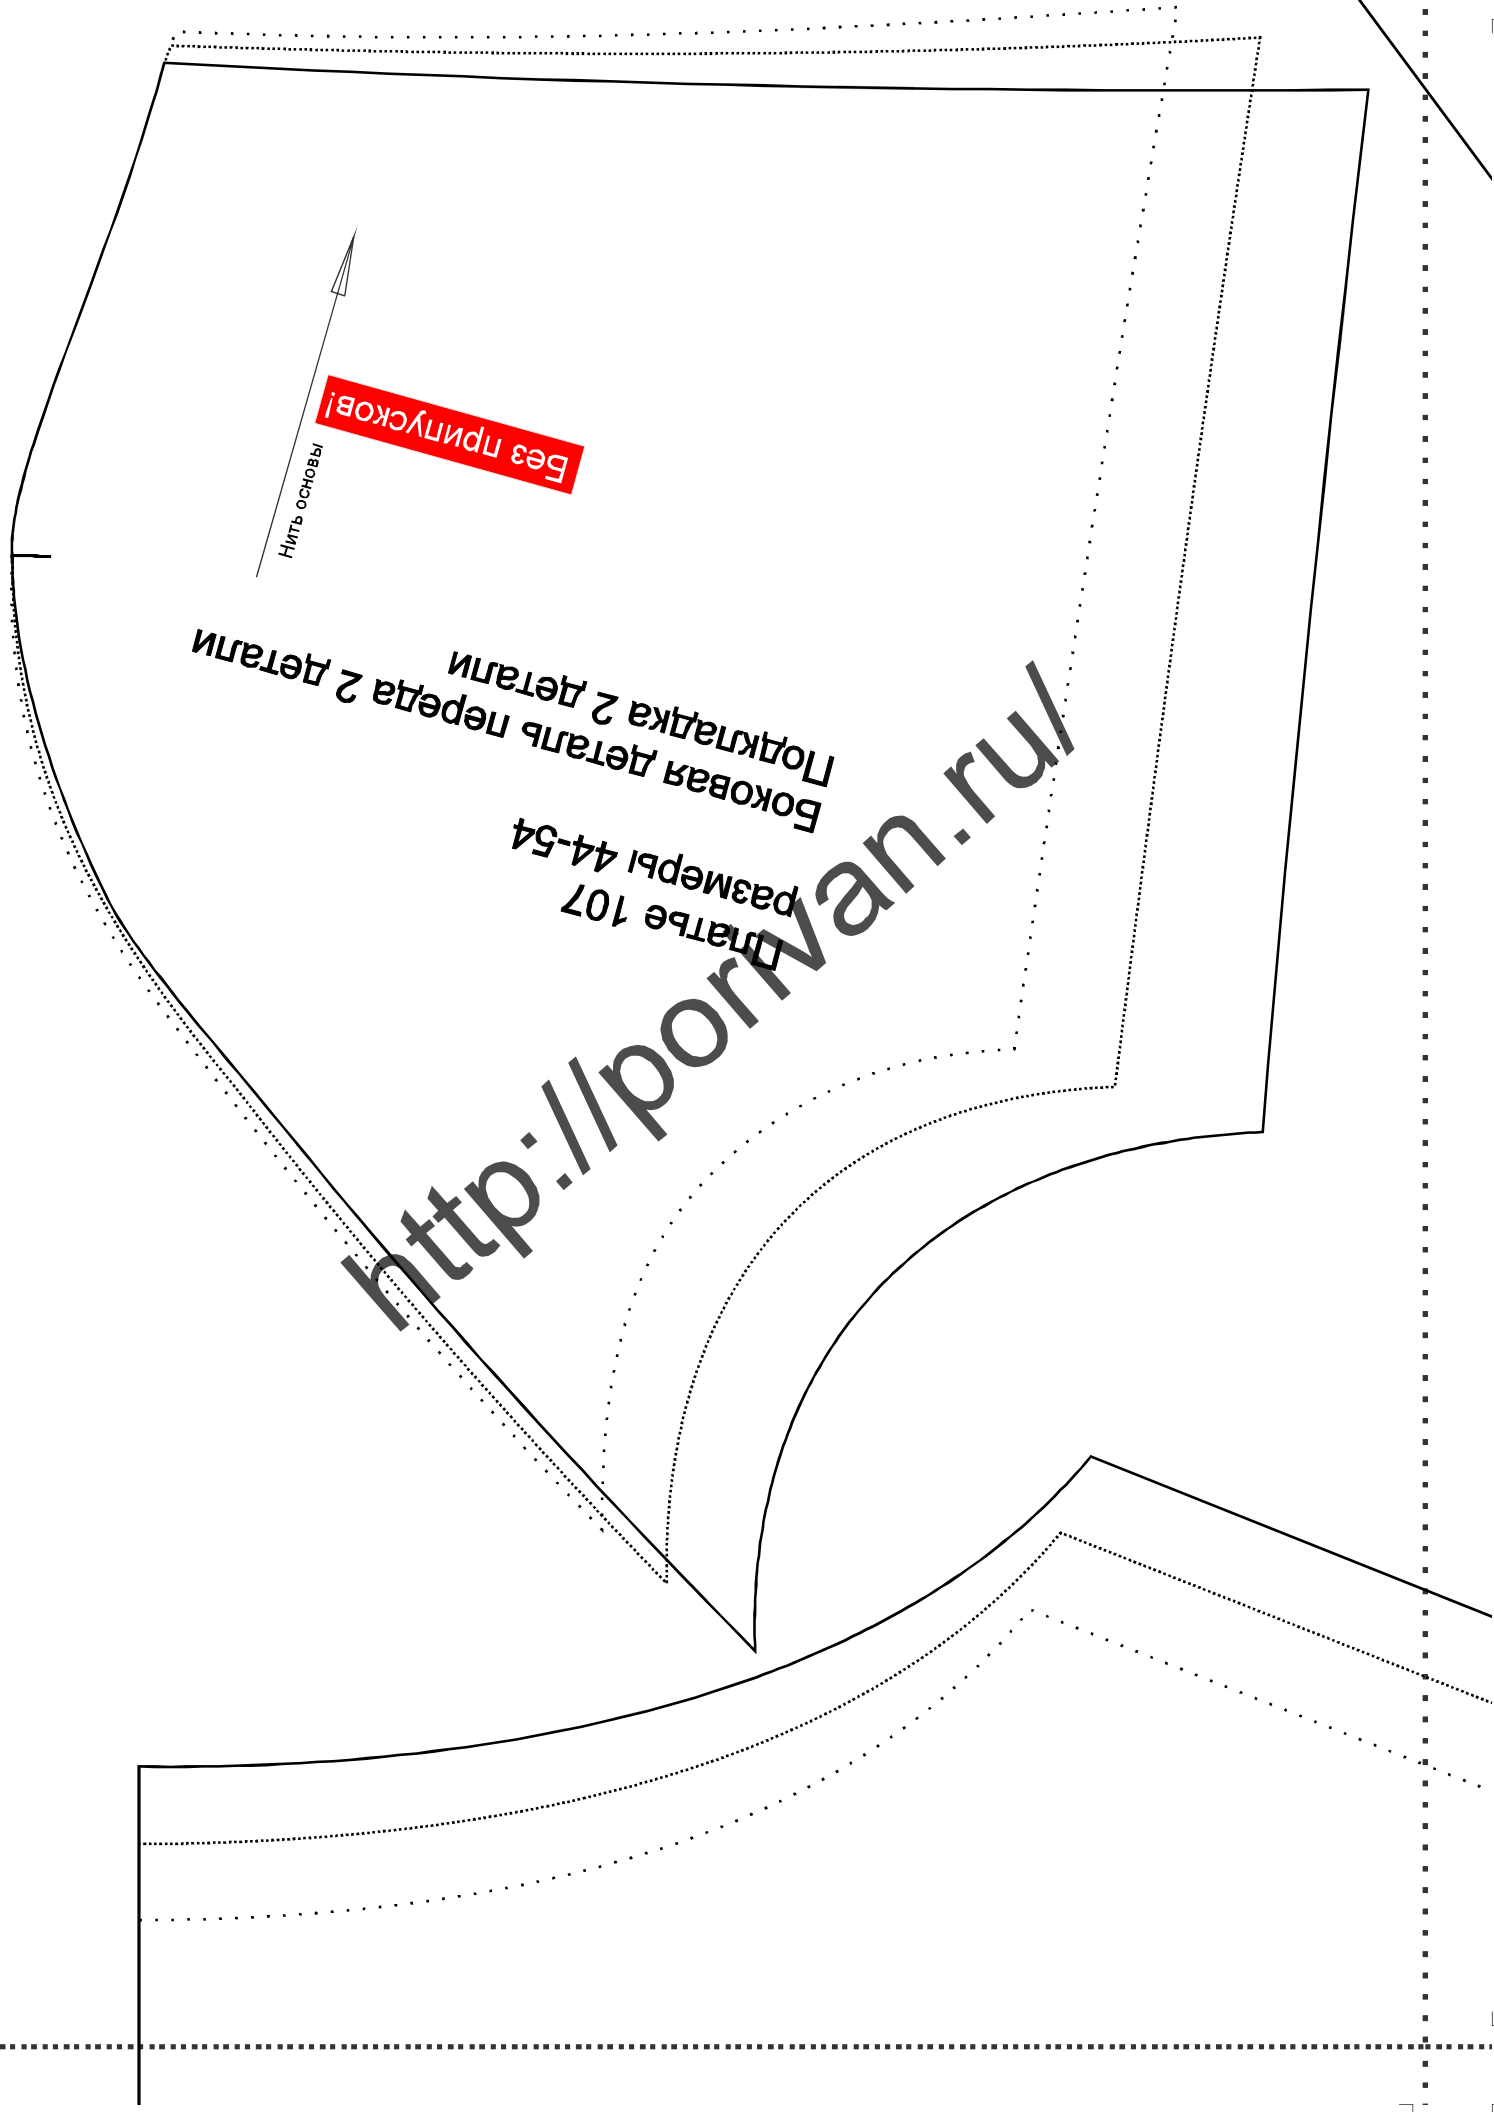 Платье 107
размеры 44-54
Боковая деталь переда 2 детали
Подкладка 2 детали
Без припусков!
Нить основы
http://porivan.ru/